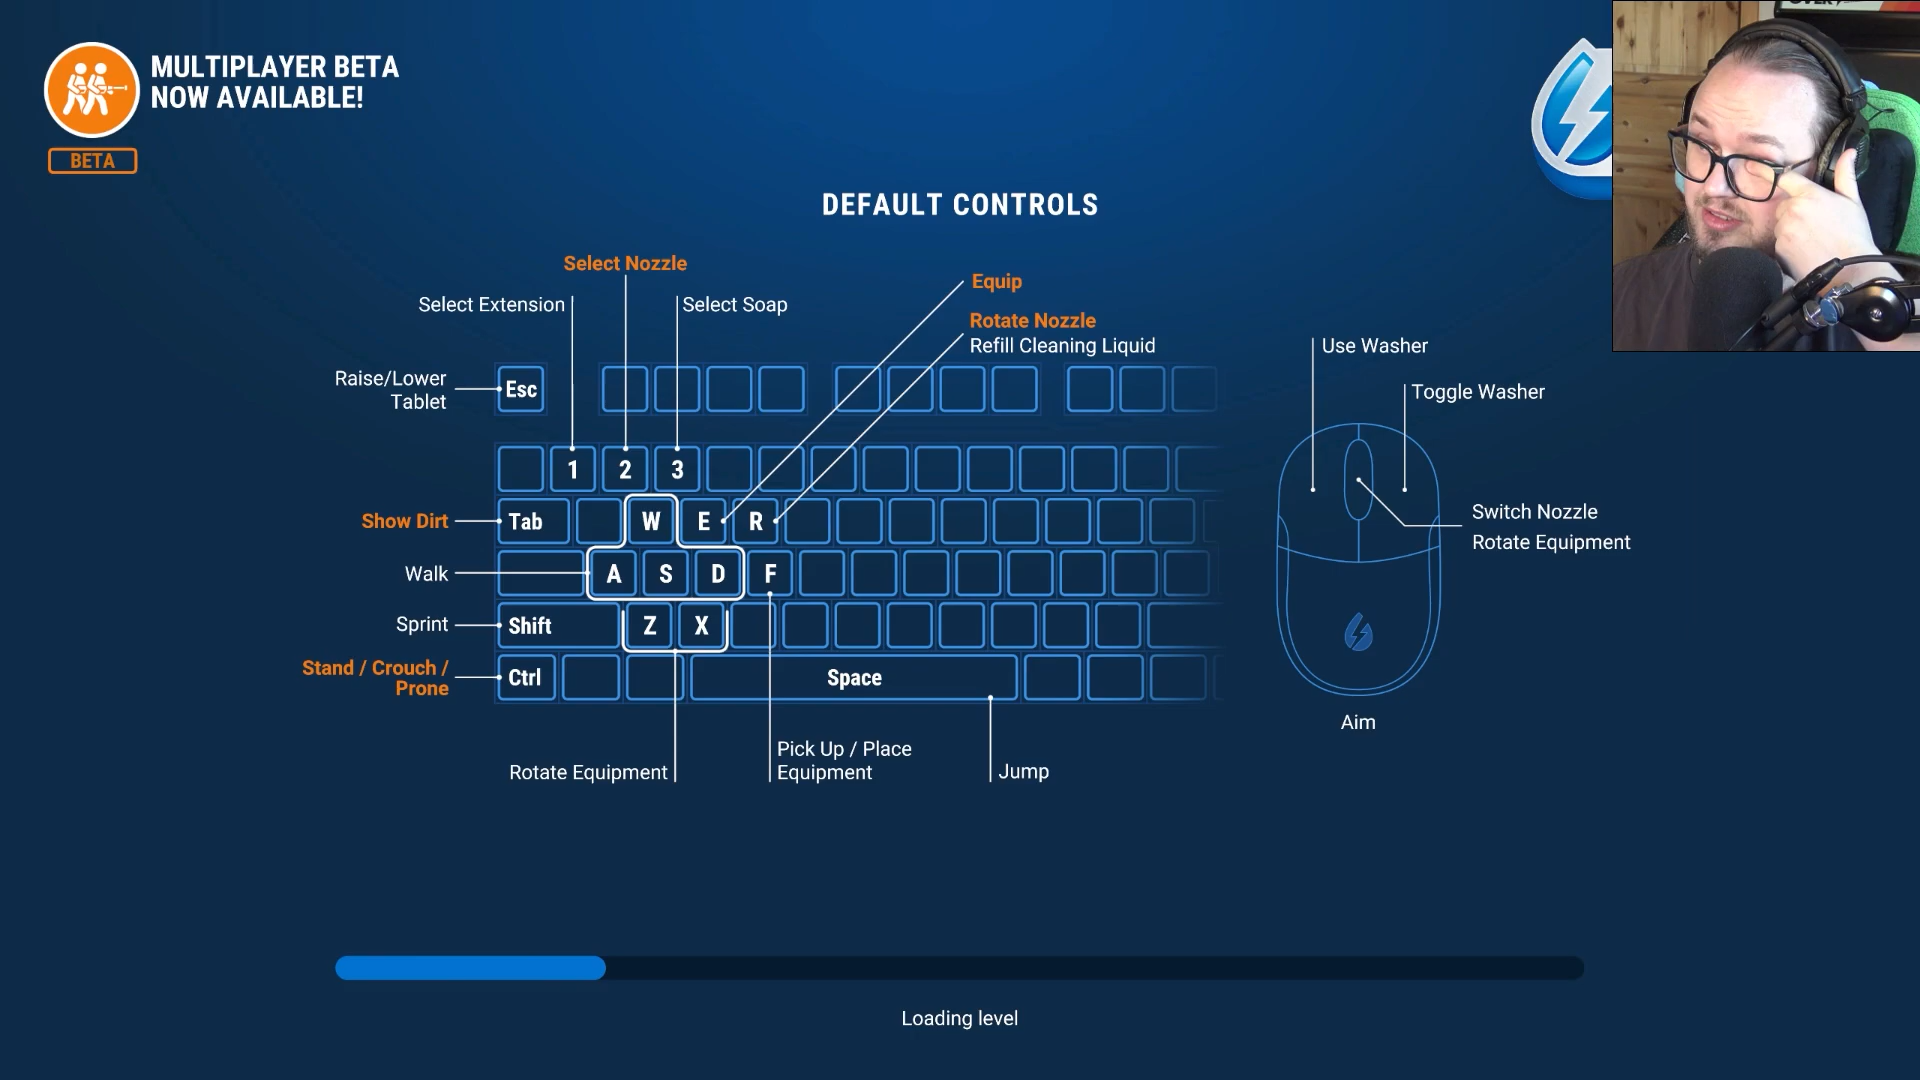 MULTIPLAYER BETA
NOW AVAILABLE!
BETA
DEFAULT CONTROLS
Select Nozzle
Select Extension
Select Soap
Equip
Rotate Nozzle
Refill Cleaning Liquid
Use Washer
Toggle Washer
Raise/Lower
Tablet
Esc
1 2 3
Show Dirt
Tab W E R
Switch Nozzle
Rotate Equipment
Walk
A S D F
Sprint
Shift Z X
Stand / Crouch /
Prone
Ctrl Space
Aim
Rotate Equipment
Pick Up / Place
Equipment
Jump
Loading level